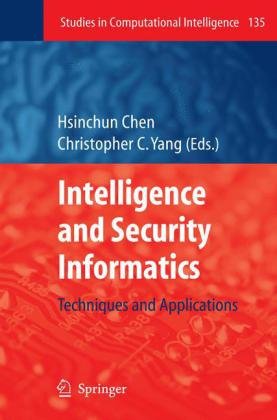 Studies in Computational Intelligence 135
Hsinchun Chen
Christopher C. Yang (Eds.)
Intelligence
and Security
Informatics
Techniques and Applications
Springer